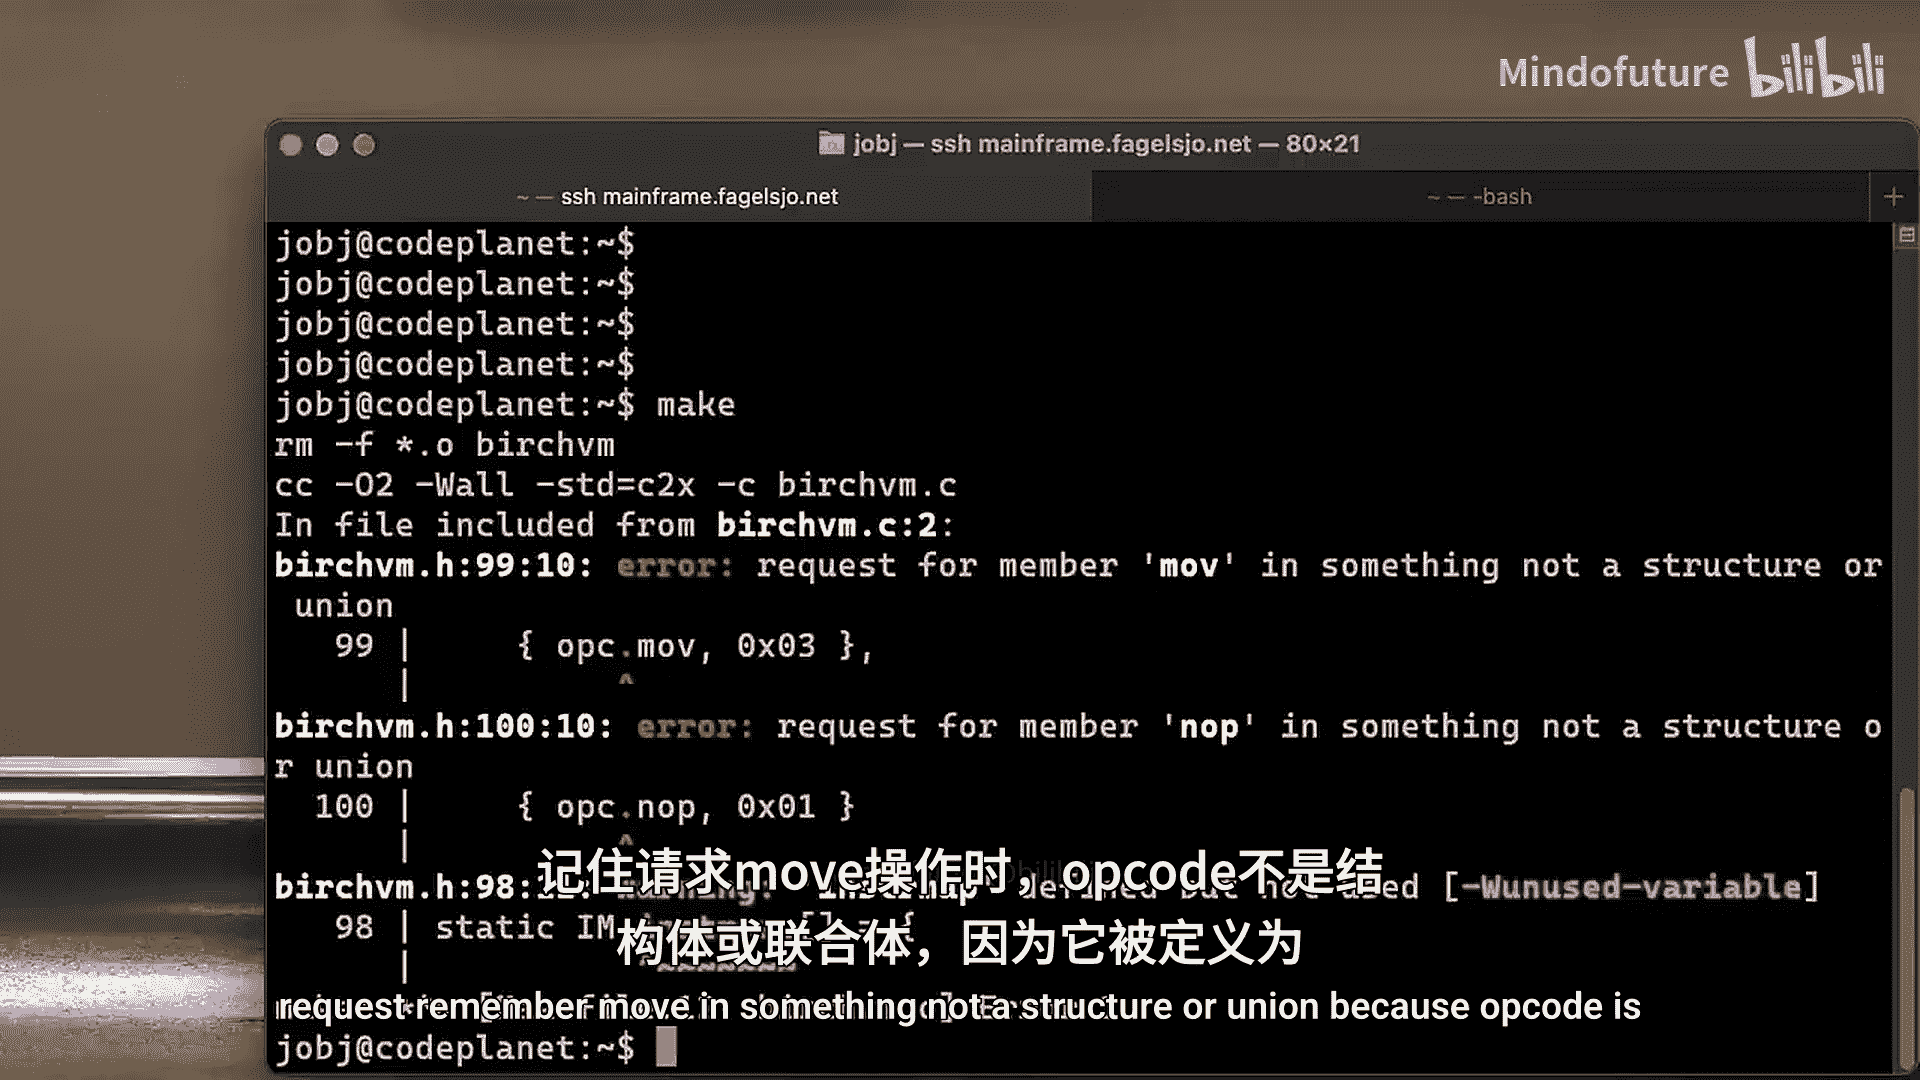 Mindofuture bilibili
jobj — ssh mainframe.fagelsjo.net — 80×21
~ — ssh mainframe.fagelsjo.net
~ — -bash
+
jobj@codeplanet:~$
jobj@codeplanet:~$
jobj@codeplanet:~$
jobj@codeplanet:~$
jobj@codeplanet:~$ make
rm -f *.o birchvm
cc -O2 -Wall -std=c2x -c birchvm.c
In file included from birchvm.c:2:
birchvm.h:99:10: error: request for member 'mov' in something not a structure or
union
99 | { opc.mov, 0x03 },
| ^
birchvm.h:100:10: error: request for member 'nop' in something not a structure o
r union
100 | { opc.nop, 0x01 }
| ^
记住请求move操作时，opcode不是结
birchvm.h:98: warning: defined but not used [-Wunused-variable]
98 | static IM
构体或联合体，因为它被定义为
|
request remember move in something not a structure or union because opcode is
jobj@codeplanet:~$